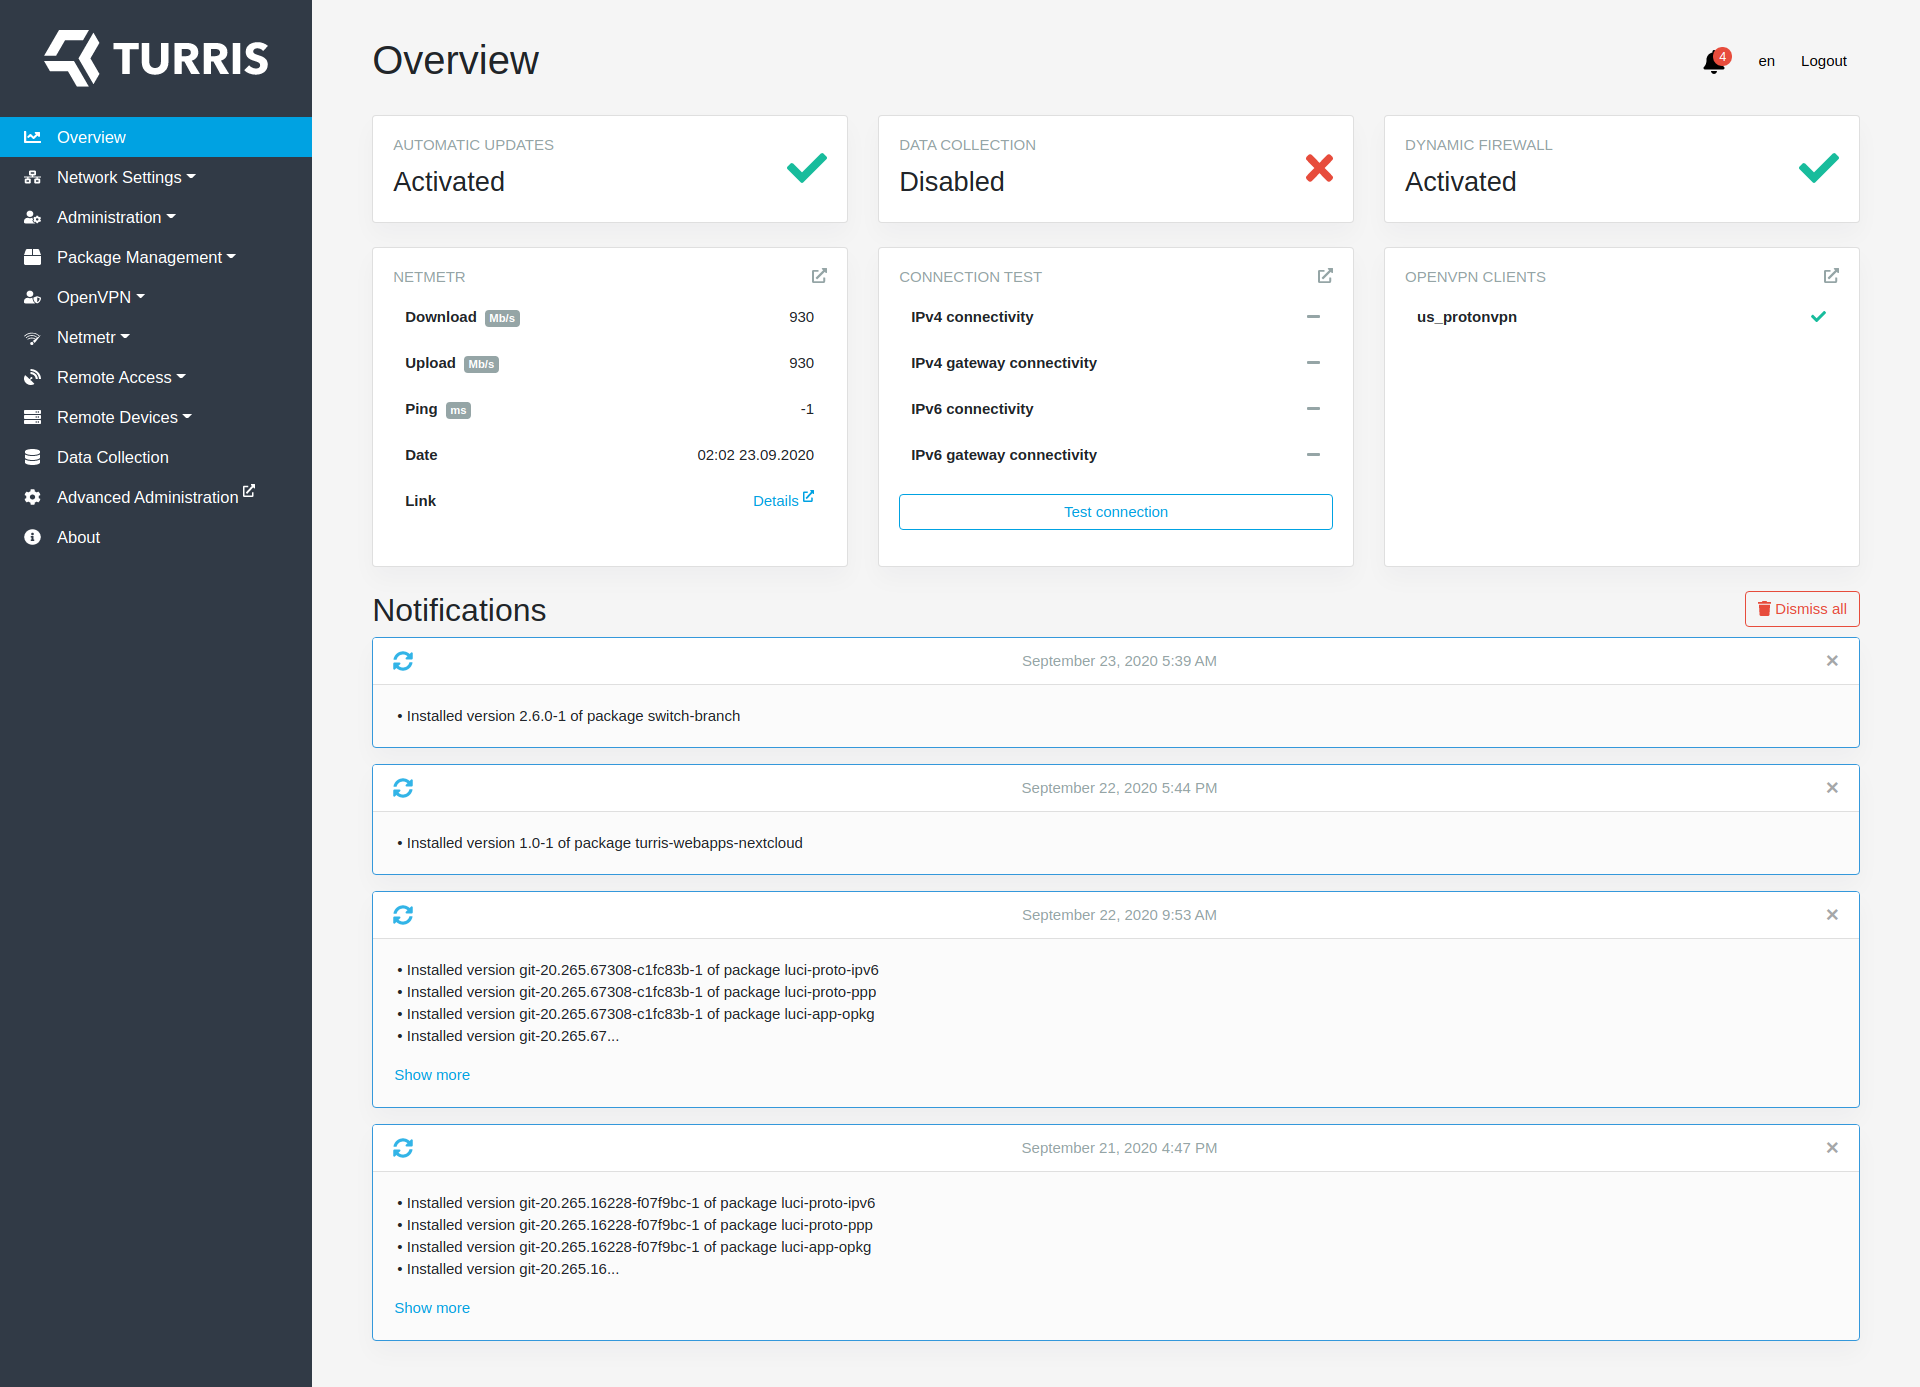 TURRIS
Overview
Network Settings
Administration
Package Management
OpenVPN
Netmetr
Remote Access
Remote Devices
Data Collection
Advanced Administration
About
Overview
4
en
Logout
AUTOMATIC UPDATES
Activated
DATA COLLECTION
Disabled
DYNAMIC FIREWALL
Activated
NETMETR
Download Mb/s 930
Upload Mb/s 930
Ping ms -1
Date 02:02 23.09.2020
Link Details
CONNECTION TEST
IPv4 connectivity
IPv4 gateway connectivity
IPv6 connectivity
IPv6 gateway connectivity
Test connection
OPENVPN CLIENTS
us_protonvpn
Notifications
Dismiss all
September 23, 2020 5:39 AM
• Installed version 2.6.0-1 of package switch-branch
September 22, 2020 5:44 PM
• Installed version 1.0-1 of package turris-webapps-nextcloud
September 22, 2020 9:53 AM
• Installed version git-20.265.67308-c1fc83b-1 of package luci-proto-ipv6
• Installed version git-20.265.67308-c1fc83b-1 of package luci-proto-ppp
• Installed version git-20.265.67308-c1fc83b-1 of package luci-app-opkg
• Installed version git-20.265.67...
Show more
September 21, 2020 4:47 PM
• Installed version git-20.265.16228-f07f9bc-1 of package luci-proto-ipv6
• Installed version git-20.265.16228-f07f9bc-1 of package luci-proto-ppp
• Installed version git-20.265.16228-f07f9bc-1 of package luci-app-opkg
• Installed version git-20.265.16...
Show more